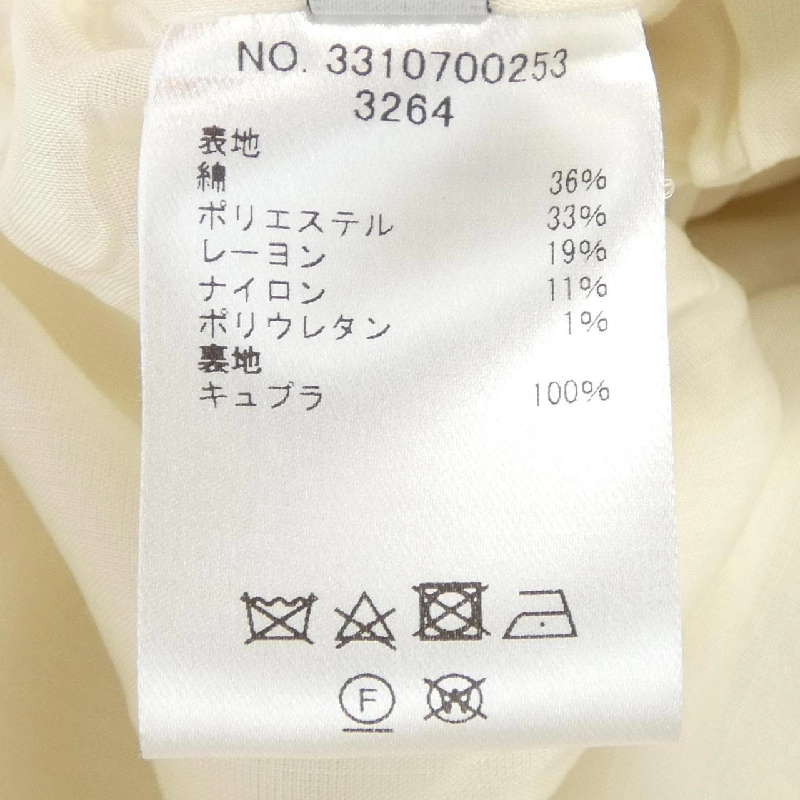 NO. 3310700253
3264
表地
綿 36%
ポリエステル 33%
レーヨン 19%
ナイロン 11%
ポリウレタン 1%
裏地
キュプラ 100%
F W